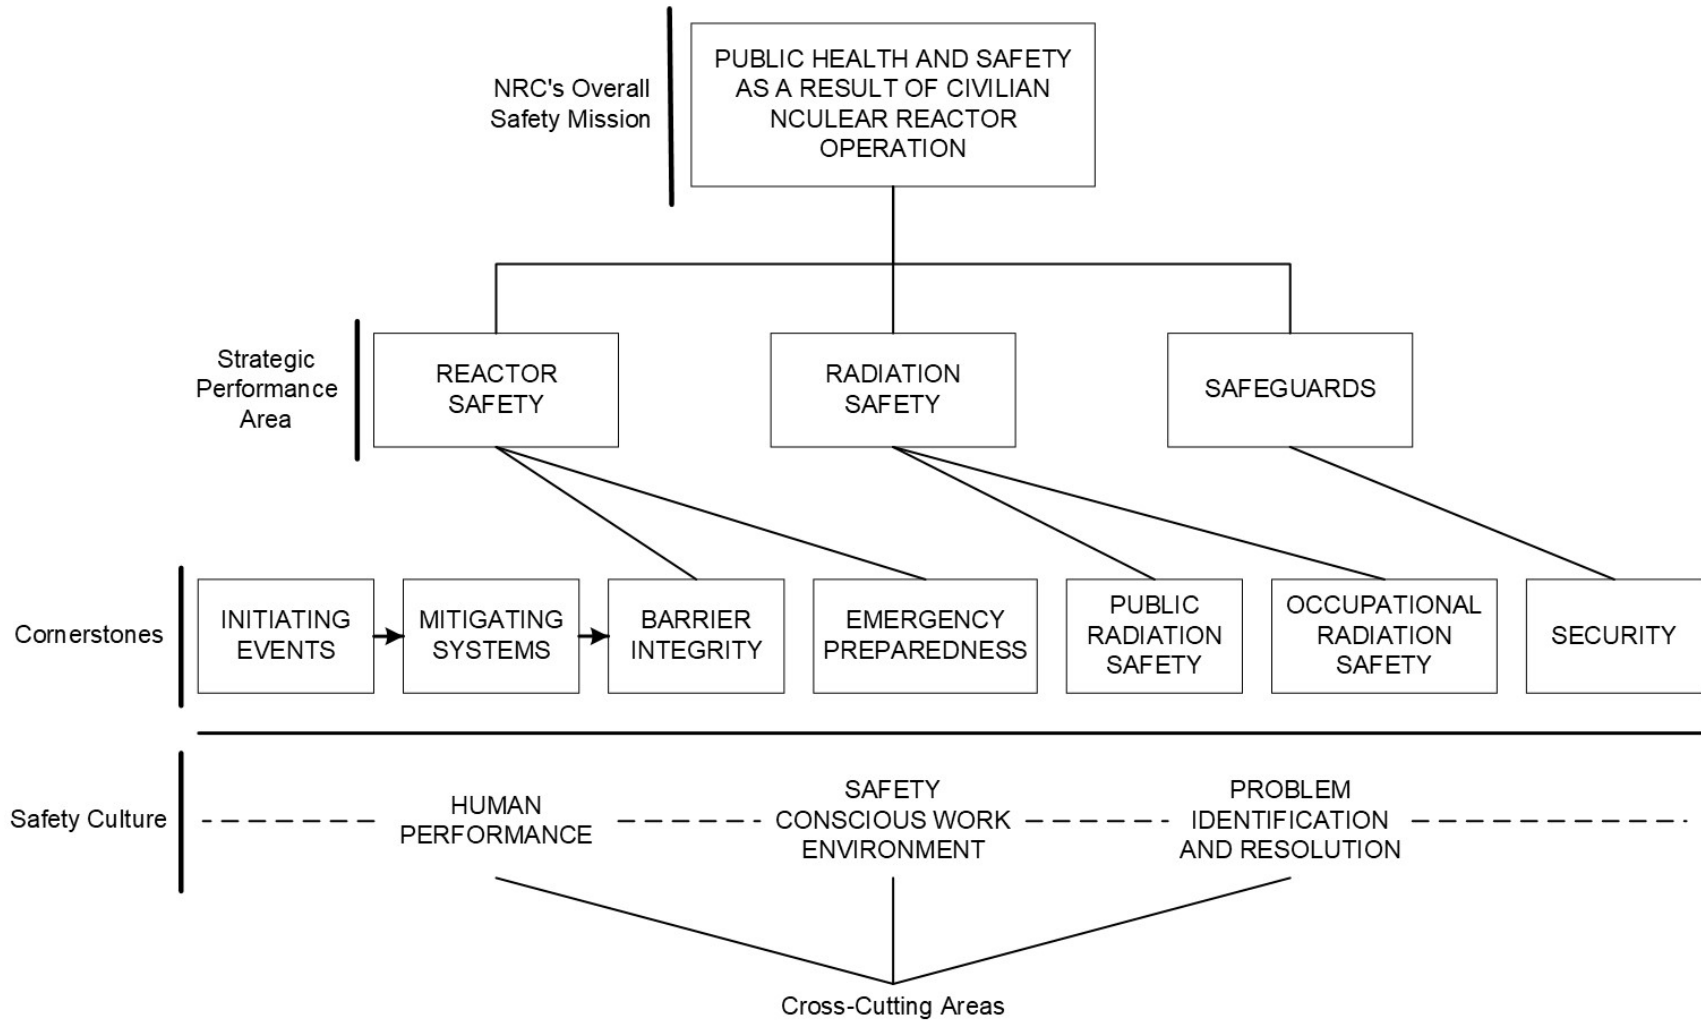 NRC's Overall
Safety Mission
PUBLIC HEALTH AND SAFETY
AS A RESULT OF CIVILIAN
NCULEAR REACTOR
OPERATION
Strategic
Performance
Area
REACTOR
SAFETY
RADIATION
SAFETY
SAFEGUARDS
Cornerstones
INITIATING
EVENTS
MITIGATING
SYSTEMS
BARRIER
INTEGRITY
EMERGENCY
PREPAREDNESS
PUBLIC
RADIATION
SAFETY
OCCUPATIONAL
RADIATION
SAFETY
SECURITY
Safety Culture
HUMAN
PERFORMANCE
SAFETY
CONSCIOUS WORK
ENVIRONMENT
PROBLEM
IDENTIFICATION
AND RESOLUTION
Cross-Cutting Areas